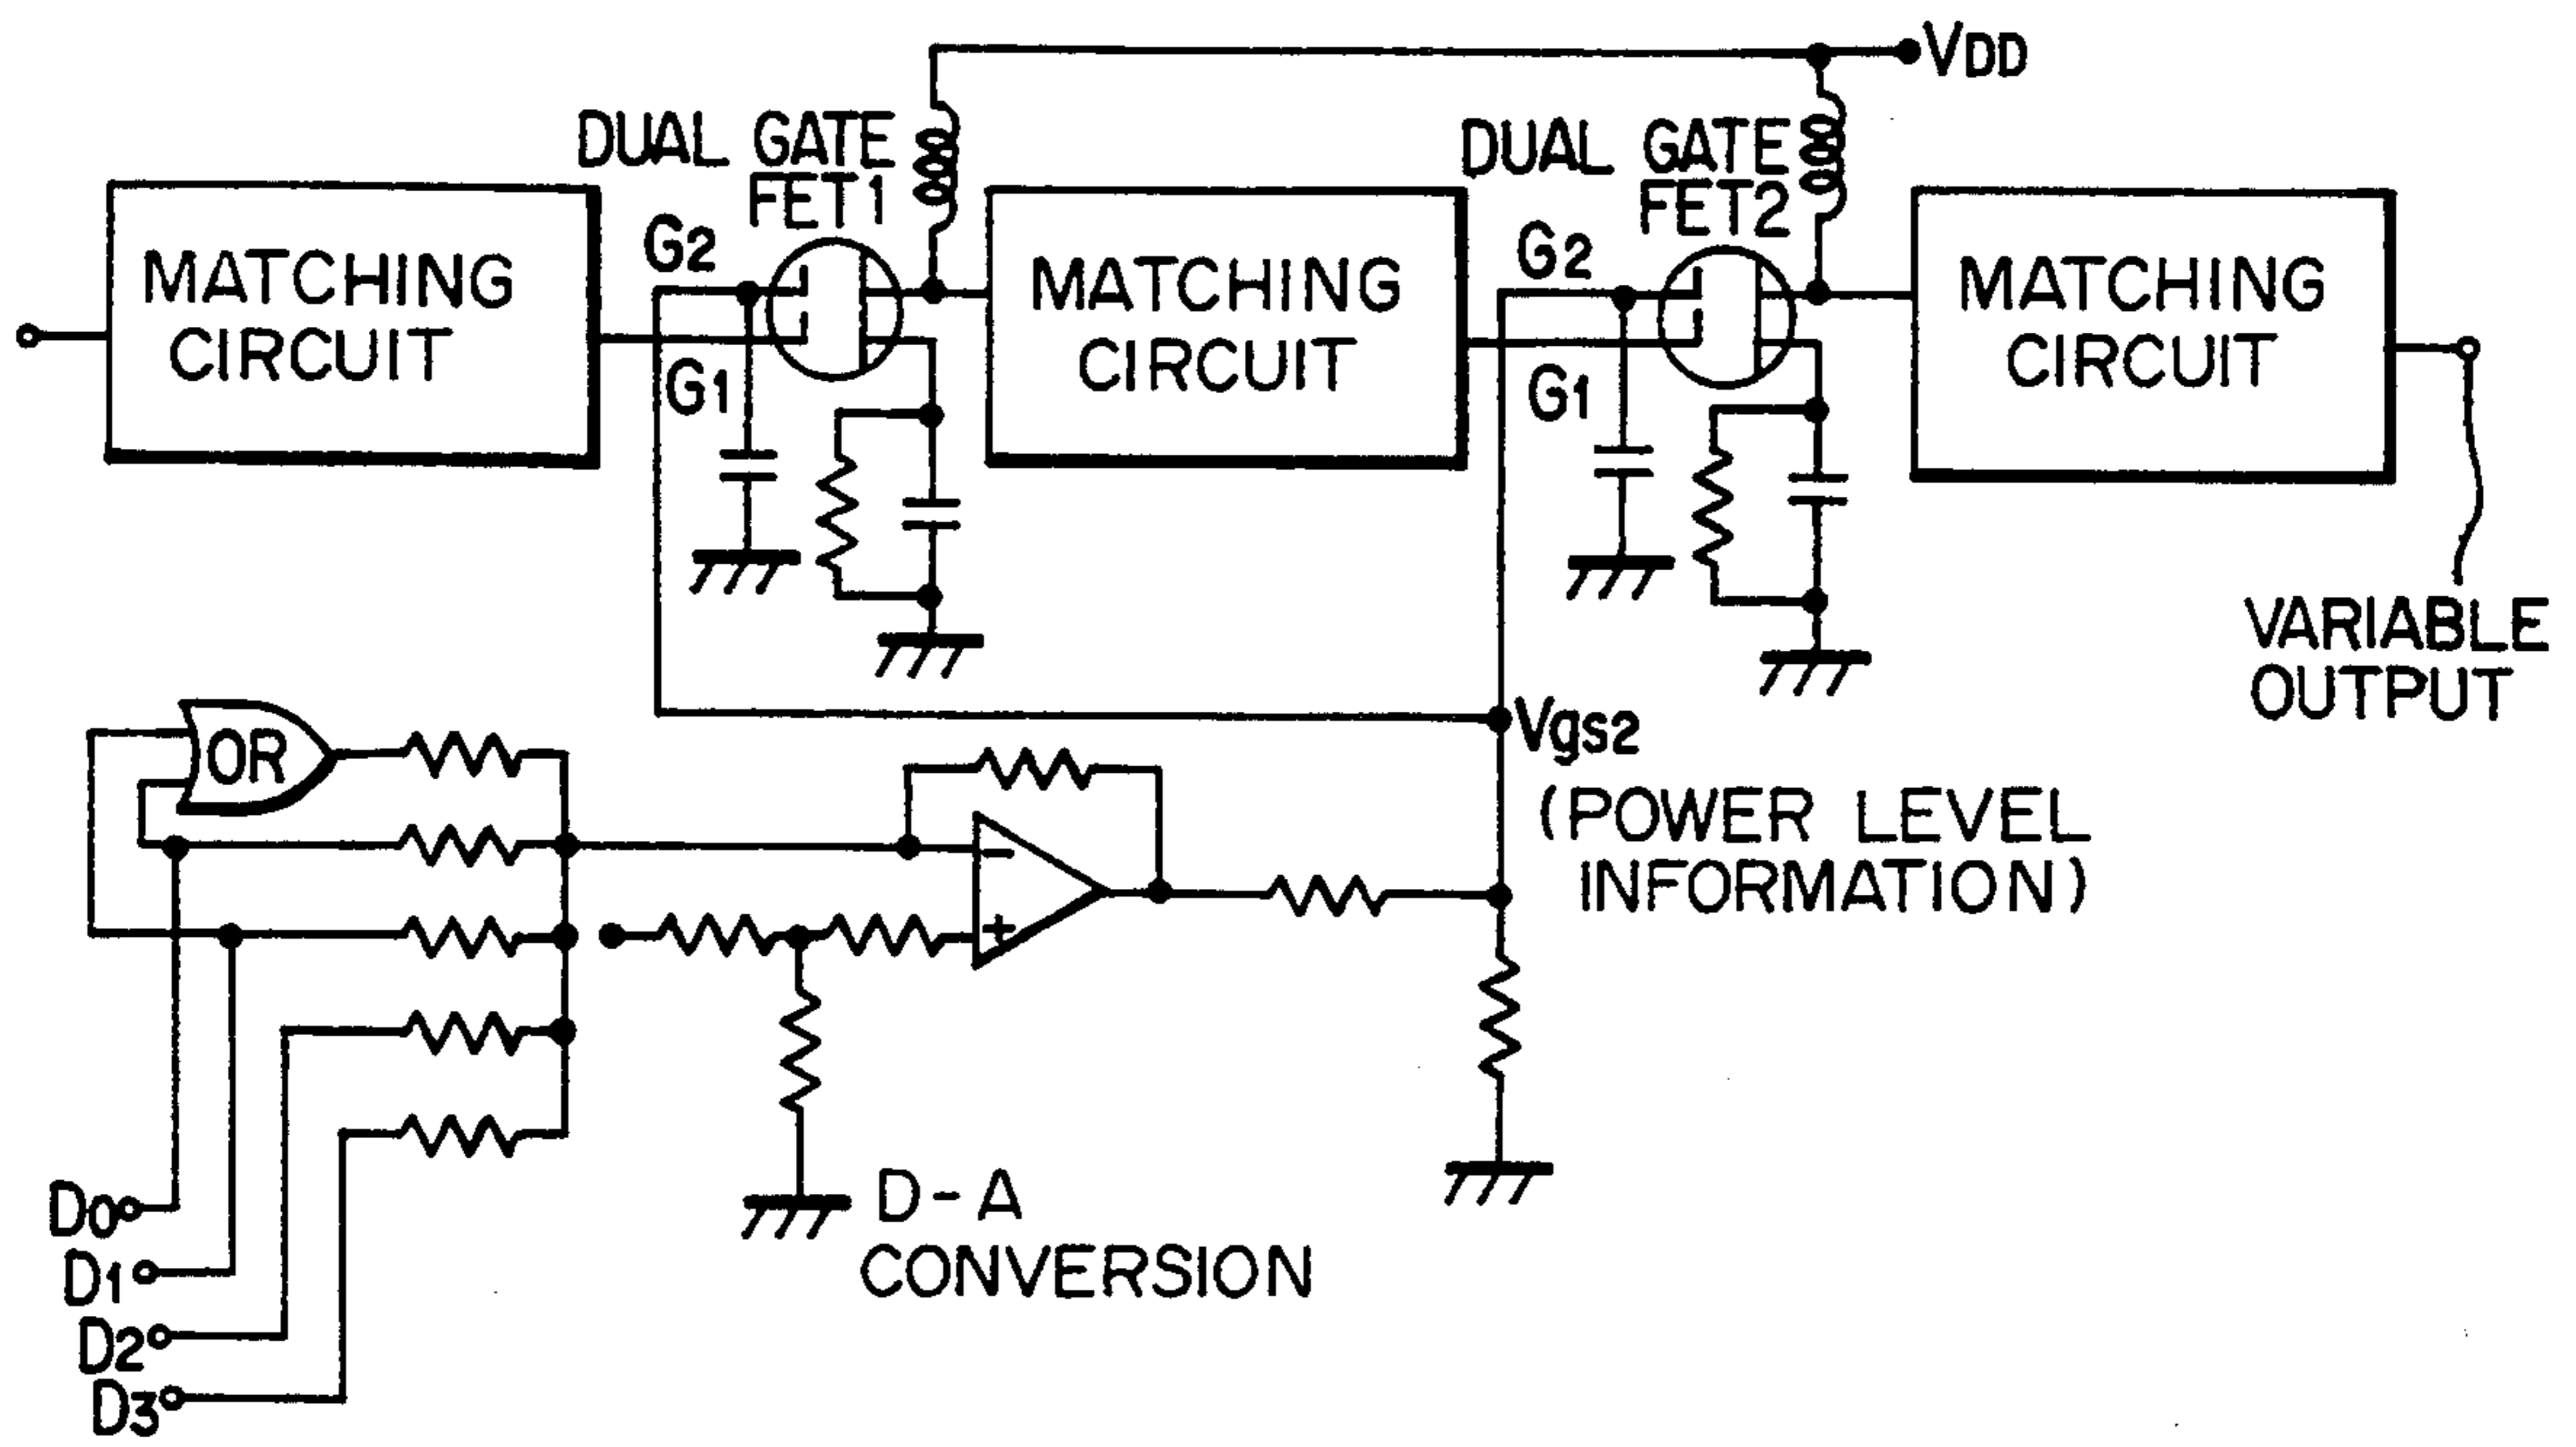 VDD
DUAL GATE
FET1
DUAL GATE
FET2
MATCHING
CIRCUIT
G2
G1
MATCHING
CIRCUIT
G2
G1
MATCHING
CIRCUIT
VARIABLE
OUTPUT
OR
Vgs2
(POWER LEVEL
INFORMATION)
-
+
D-A
CONVERSION
D0
D1
D2
D3